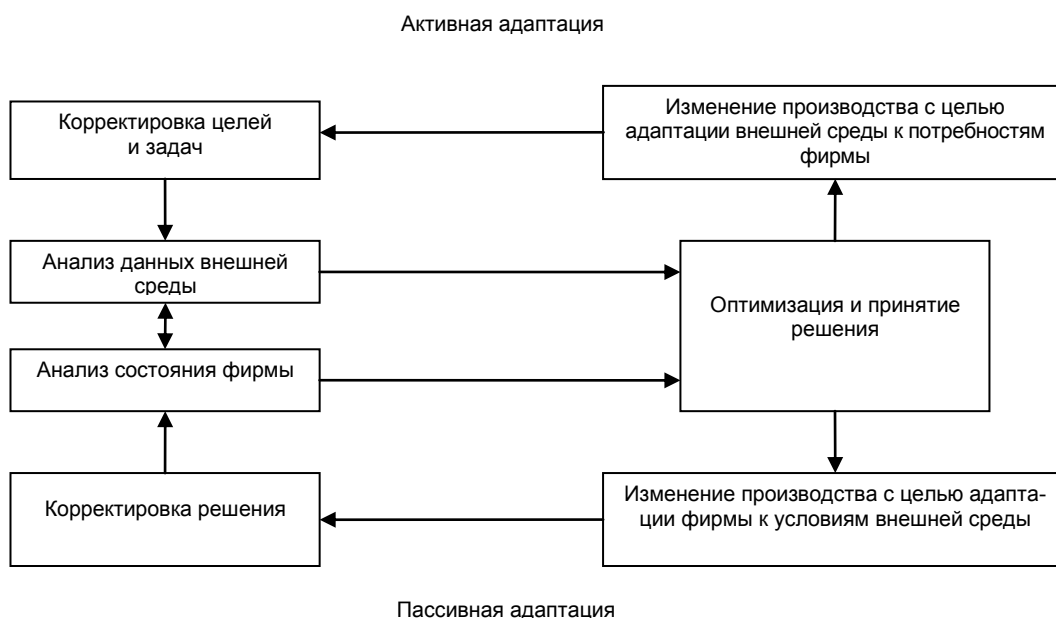 Активная адаптация
Корректировка целей
и задач
Изменение производства с целью
адаптации внешней среды к потребностям
фирмы
Анализ данных внешней
среды
Оптимизация и принятие
решения
Анализ состояния фирмы
Корректировка решения
Изменение производства с целью адапта-
ции фирмы к условиям внешней среды
Пассивная адаптация